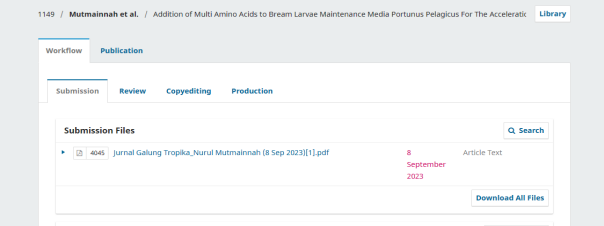 1149 / Mutmainnah et al. / Addition of Multi Amino Acids to Bream Larvae Maintenance Media Portunus Pelagicus For The Acceleratic Library
Workflow Publication
Submission Review Copyediting Production
Submission Files Search
4045 Jurnal Galung Tropika_Nurul Mutmainnah (8 Sep 2023)[1].pdf 8 Article Text
September
2023
Download All Files